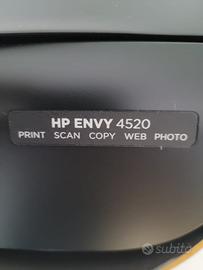 HP ENVY 4520
PRINT SCAN COPY WEB PHOTO
subito